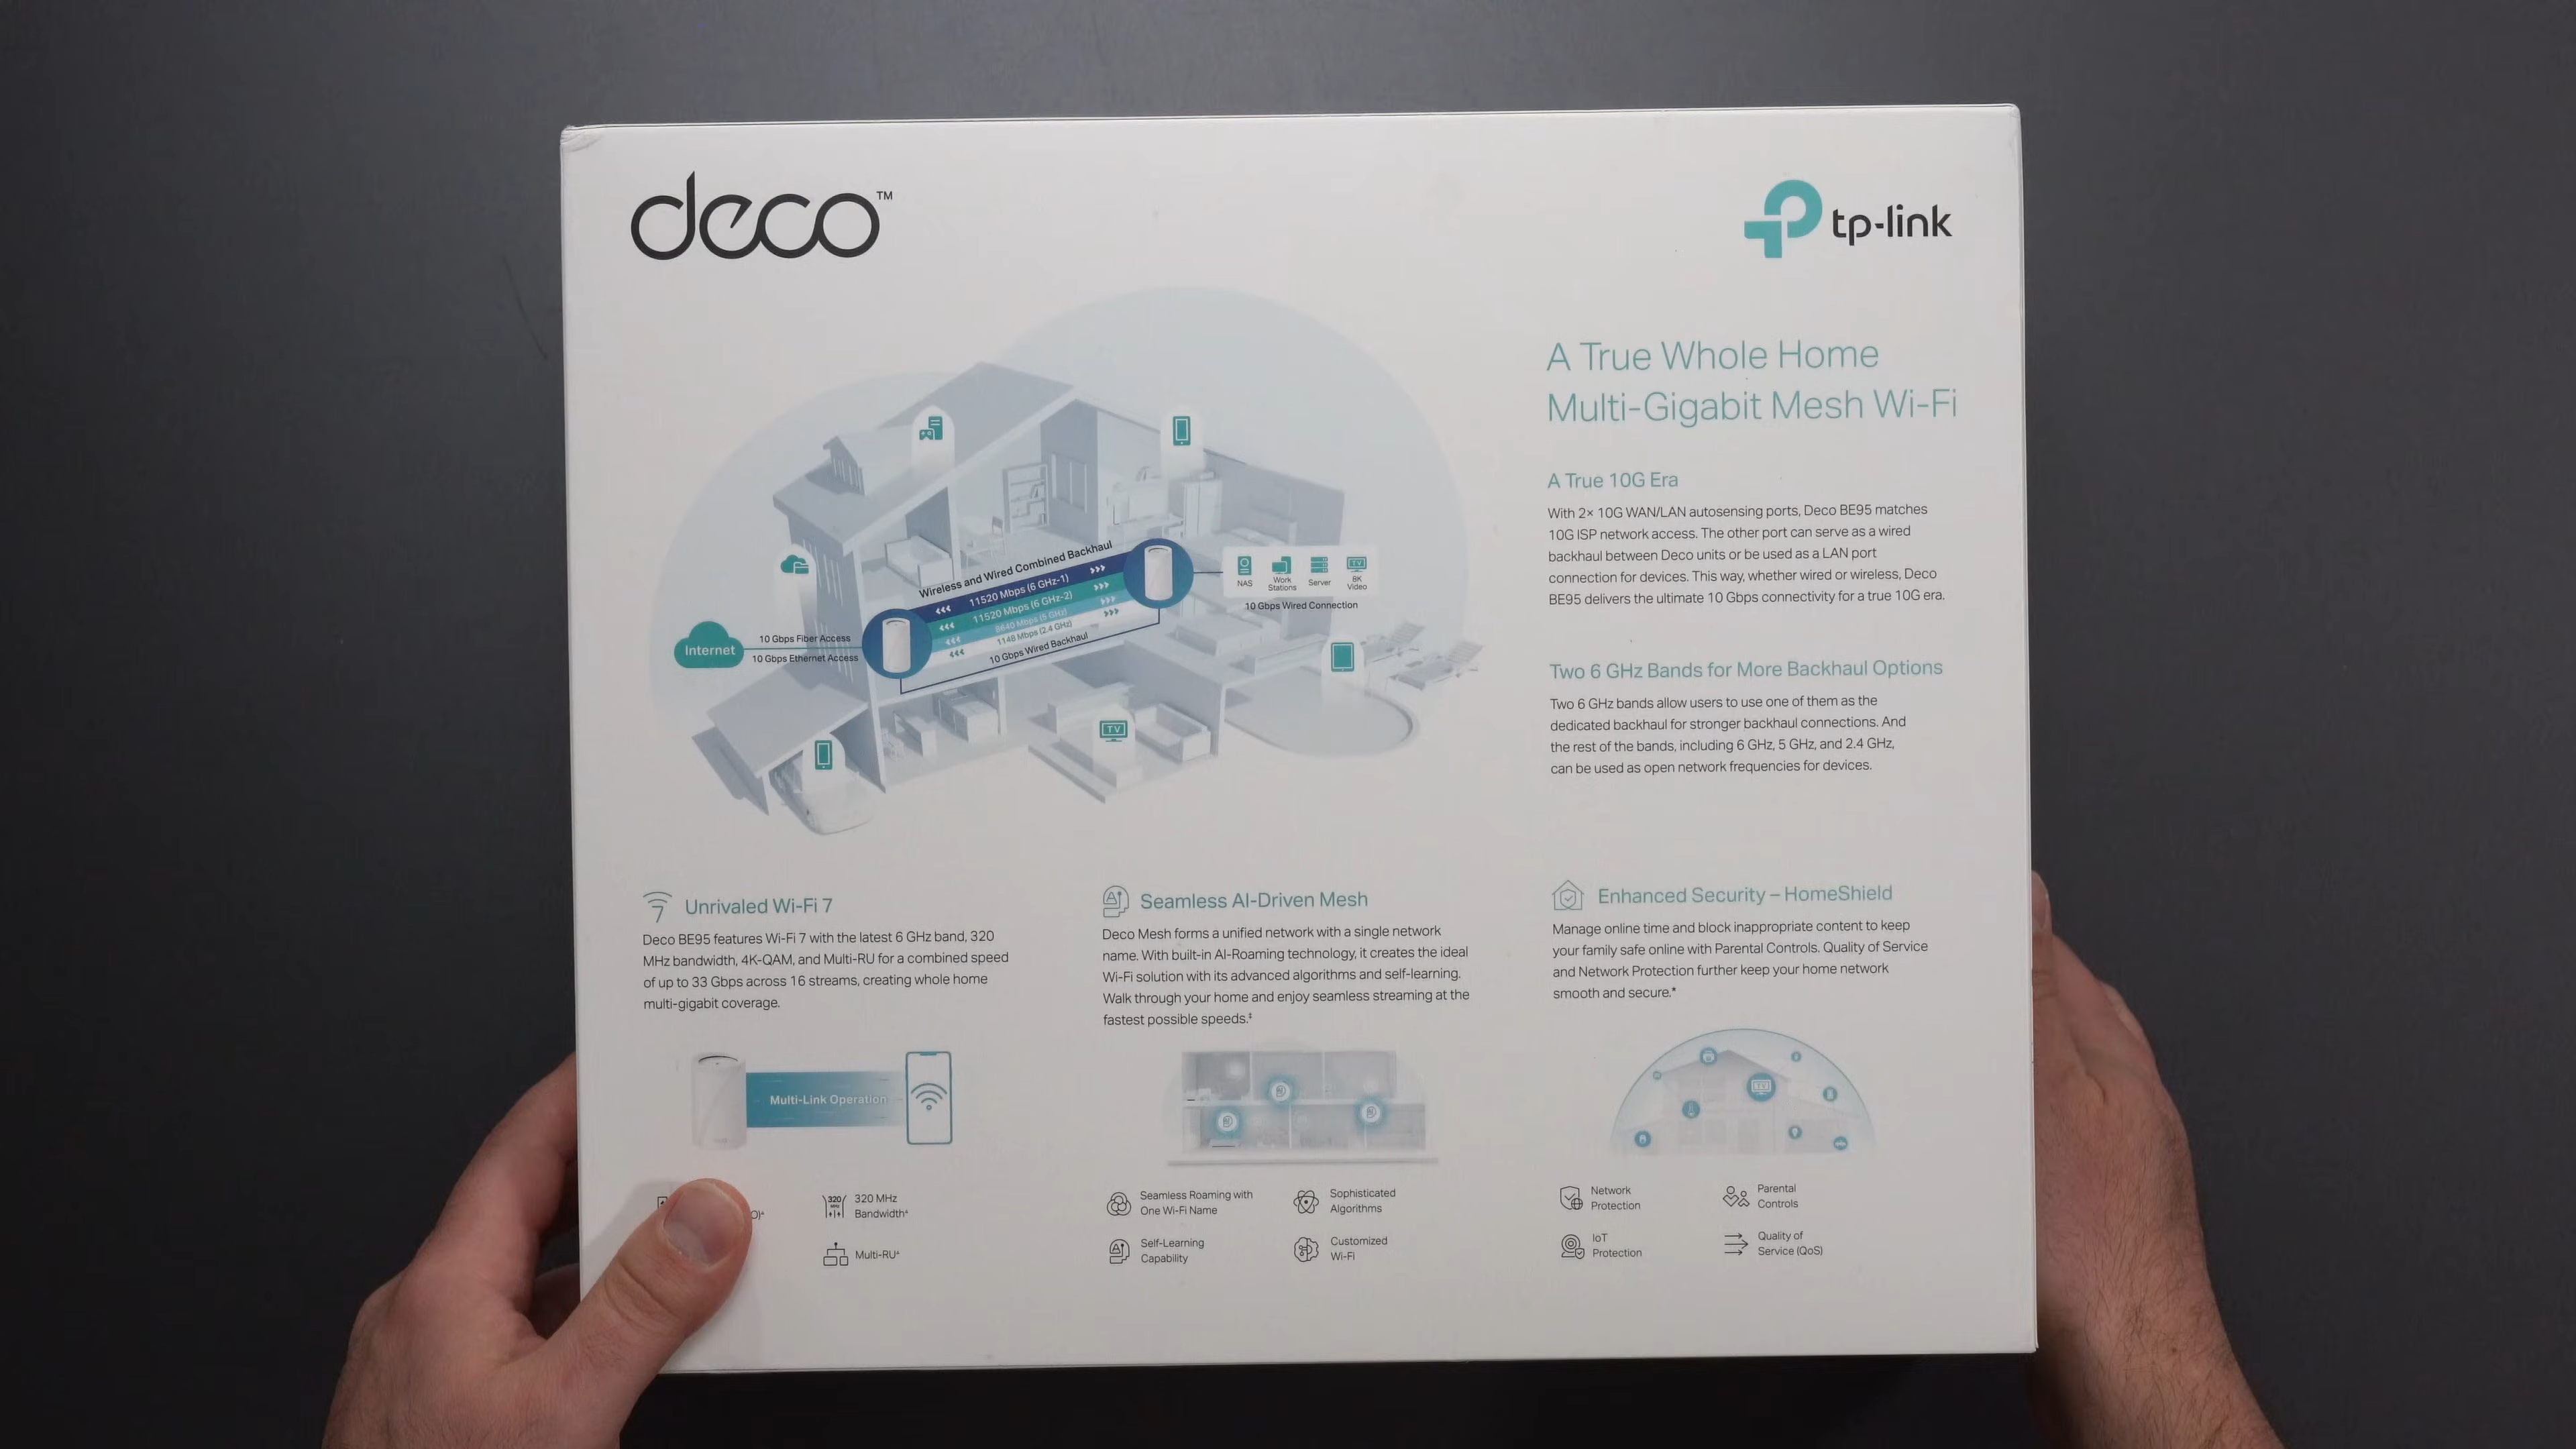 deco™
tp-link
A True Whole Home
Multi-Gigabit Mesh Wi-Fi
A True 10G Era
With 2× 10G WAN/LAN autosensing ports, Deco BE95 matches
10G ISP network access. The other port can serve as a wired
backhaul between Deco units or be used as a LAN port
connection for devices. This way, whether wired or wireless, Deco
BE95 delivers the ultimate 10 Gbps connectivity for a true 10G era.
Two 6 GHz Bands for More Backhaul Options
Two 6 GHz bands allow users to use one of them as the
dedicated backhaul for stronger backhaul connections. And
the rest of the bands, including 6 GHz, 5 GHz, and 2.4 GHz,
can be used as open network frequencies for devices.
Wireless and Wired Combined Backhaul
11520 Mbps (6 GHz-1)
11520 Mbps (6 GHz-2)
8640 Mbps (5 GHz)
1148 Mbps (2.4 GHz)
10 Gbps Wired Backhaul
Internet
10 Gbps Fiber Access
10 Gbps Ethernet Access
NAS
Work
Stations
Server
TV
8K
Video
10 Gbps Wired Connection
TV
Unrivaled Wi-Fi 7
Deco BE95 features Wi-Fi 7 with the latest 6 GHz band, 320
MHz bandwidth, 4K-QAM, and Multi-RU for a combined speed
of up to 33 Gbps across 16 streams, creating whole home
multi-gigabit coverage.
Multi-Link Operation
O)^
320 MHz
Bandwidth^
Multi-RU^
Seamless AI-Driven Mesh
Deco Mesh forms a unified network with a single network
name. With built-in AI-Roaming technology, it creates the ideal
Wi-Fi solution with its advanced algorithms and self-learning.
Walk through your home and enjoy seamless streaming at the
fastest possible speeds.‡
Seamless Roaming with
One Wi-Fi Name
Sophisticated
Algorithms
Self-Learning
Capability
Customized
Wi-Fi
Enhanced Security – HomeShield
Manage online time and block inappropriate content to keep
your family safe online with Parental Controls. Quality of Service
and Network Protection further keep your home network
smooth and secure.*
TV
Network
Protection
Parental
Controls
IoT
Protection
Quality of
Service (QoS)